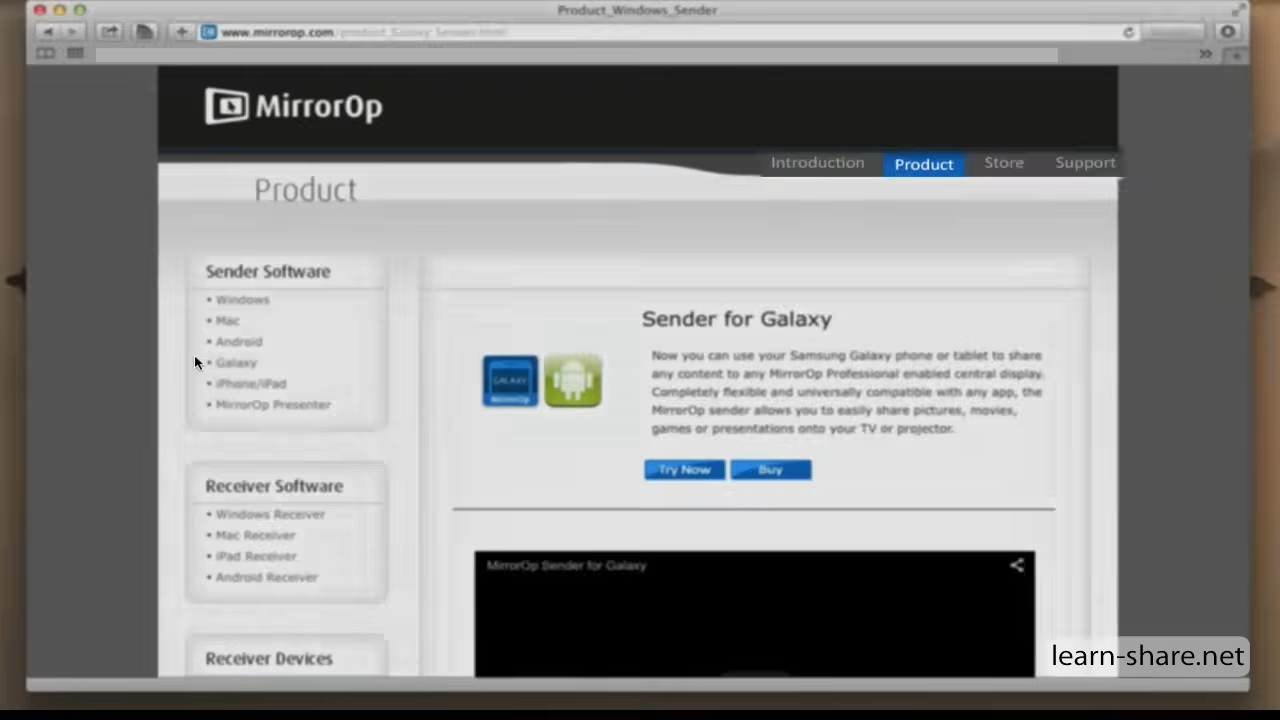 Product_Windows_Sender
www.mirrorop.com/product_Galaxy-Sender.html
MirrorOp
Introduction Product Store Support
Product
Sender Software
• Windows
• Mac
• Android
• Galaxy
• iPhone/iPad
• MirrorOp Presenter
Receiver Software
• Windows Receiver
• Mac Receiver
• iPad Receiver
• Android Receiver
Receiver Devices
Sender for Galaxy
GALAXY
MirrorOp
Now you can use your Samsung Galaxy phone or tablet to share
any content to any MirrorOp Professional enabled central display.
Completely flexible and universally compatible with any app, the
MirrorOp sender allows you to easily share pictures, movies,
games or presentations onto your TV or projector.
Try Now Buy
MirrorOp Sender for Galaxy
learn-share.net